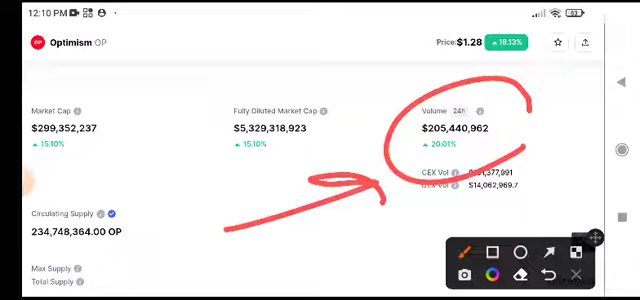 12:10 PM
63
OP Optimism OP
Price: $1.28 ▲ 18.13%
Market Cap
$299,352,237
▲ 15.10%
Fully Diluted Market Cap
$5,329,318,923
▲ 15.10%
Volume 24h
$205,440,962
▲ 20.01%
CEX Vol
DEX Vol $14,062,969.7
Circulating Supply
234,748,364.00 OP
Max Supply
Total Supply